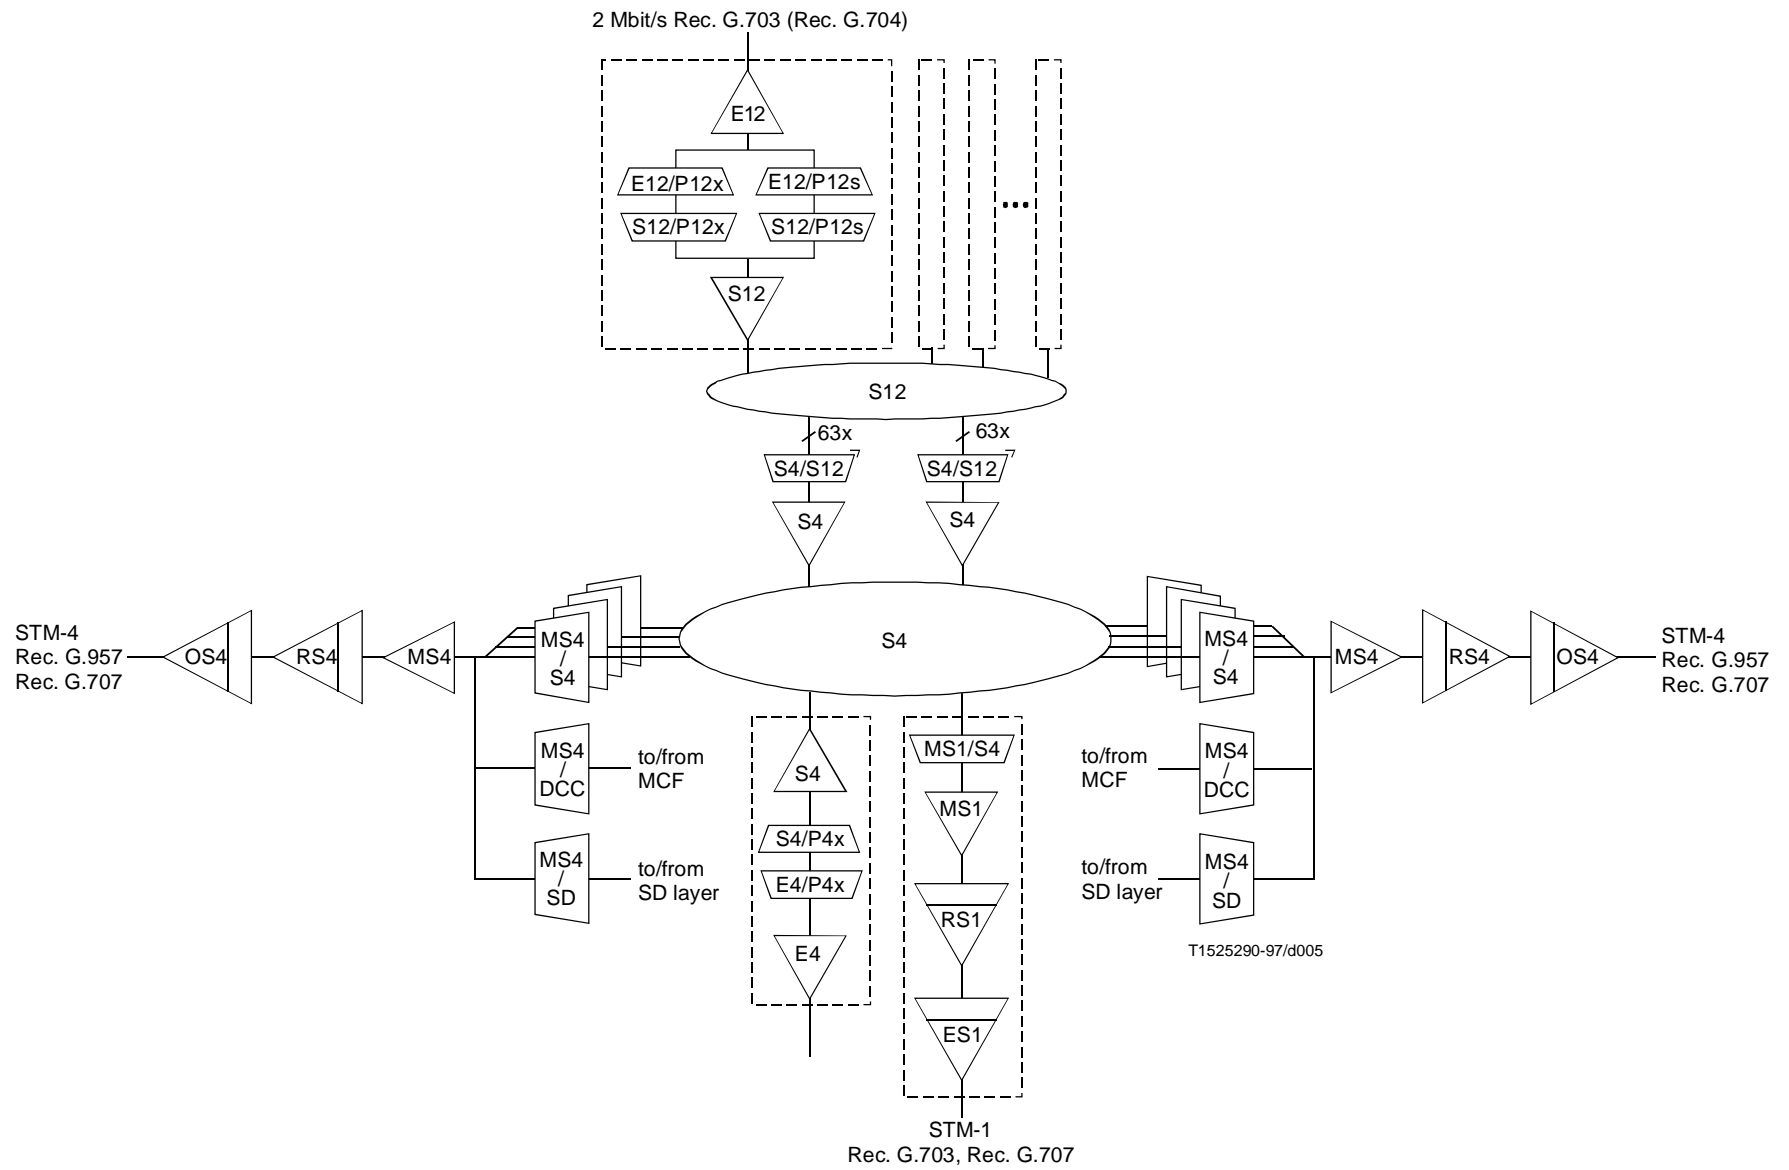 2 Mbit/s Rec. G.703 (Rec. G.704)
E12
E12/P12x
E12/P12s
S12/P12x
S12/P12s
S12
S12
63x
63x
S4/S12
S4/S12
S4
S4
STM-4
Rec. G.957
Rec. G.707
OS4
RS4
MS4
MS4
/
S4
S4
MS4
/
S4
MS4
RS4
OS4
STM-4
Rec. G.957
Rec. G.707
MS4
/
DCC
to/from
MCF
MS4
/
SD
to/from
SD layer
S4
S4/P4x
E4/P4x
E4
MS1/S4
MS1
RS1
ES1
to/from
MCF
MS4
/
DCC
to/from
SD layer
MS4
/
SD
T1525290-97/d005
STM-1
Rec. G.703, Rec. G.707